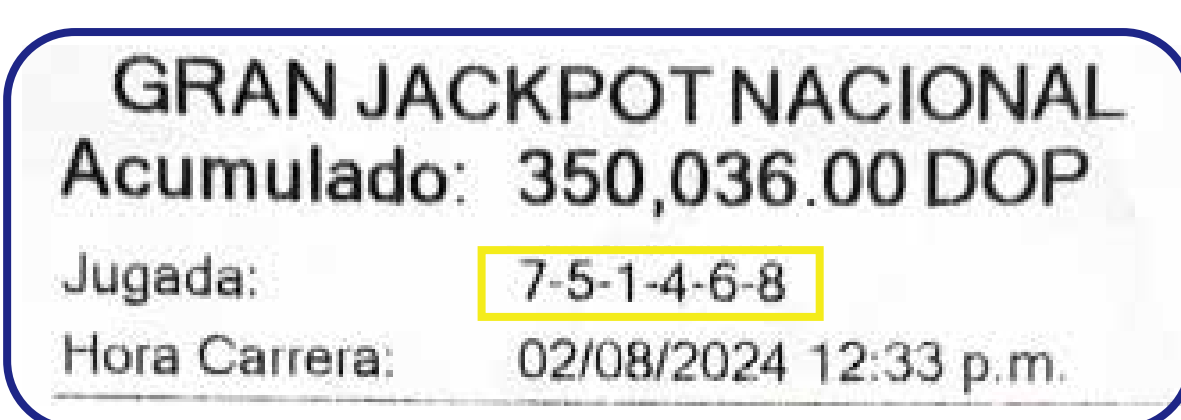 GRAN JACKPOT NACIONAL
Acumulado: 350,036.00 DOP
Jugada: 7-5-1-4-6-8
Hora Carrera: 02/08/2024 12:33 p.m.